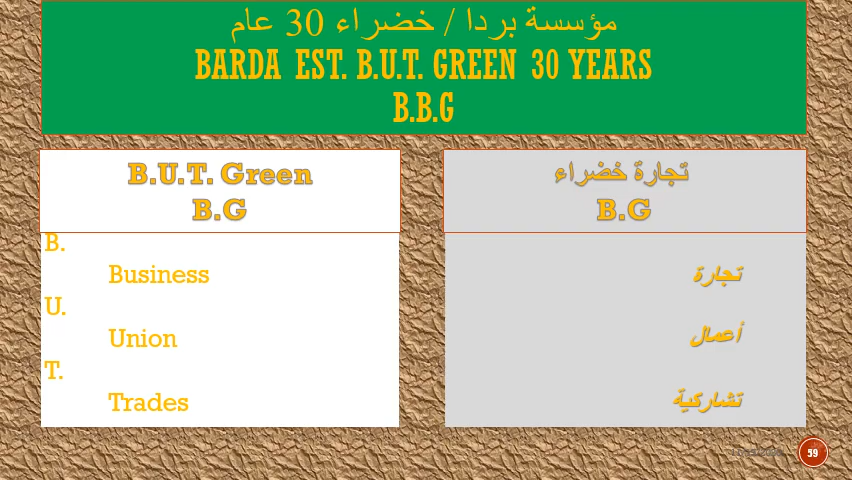 مؤسسة بردا / خضراء 30 عام
BARDA EST. B.U.T. GREEN 30 YEARS
B.B.G
B.U.T. Green
B.G
B.
Business
U.
Union
T.
Trades
تجارة خضراء
B.G
تجارة
أعمال
تشاركية
59